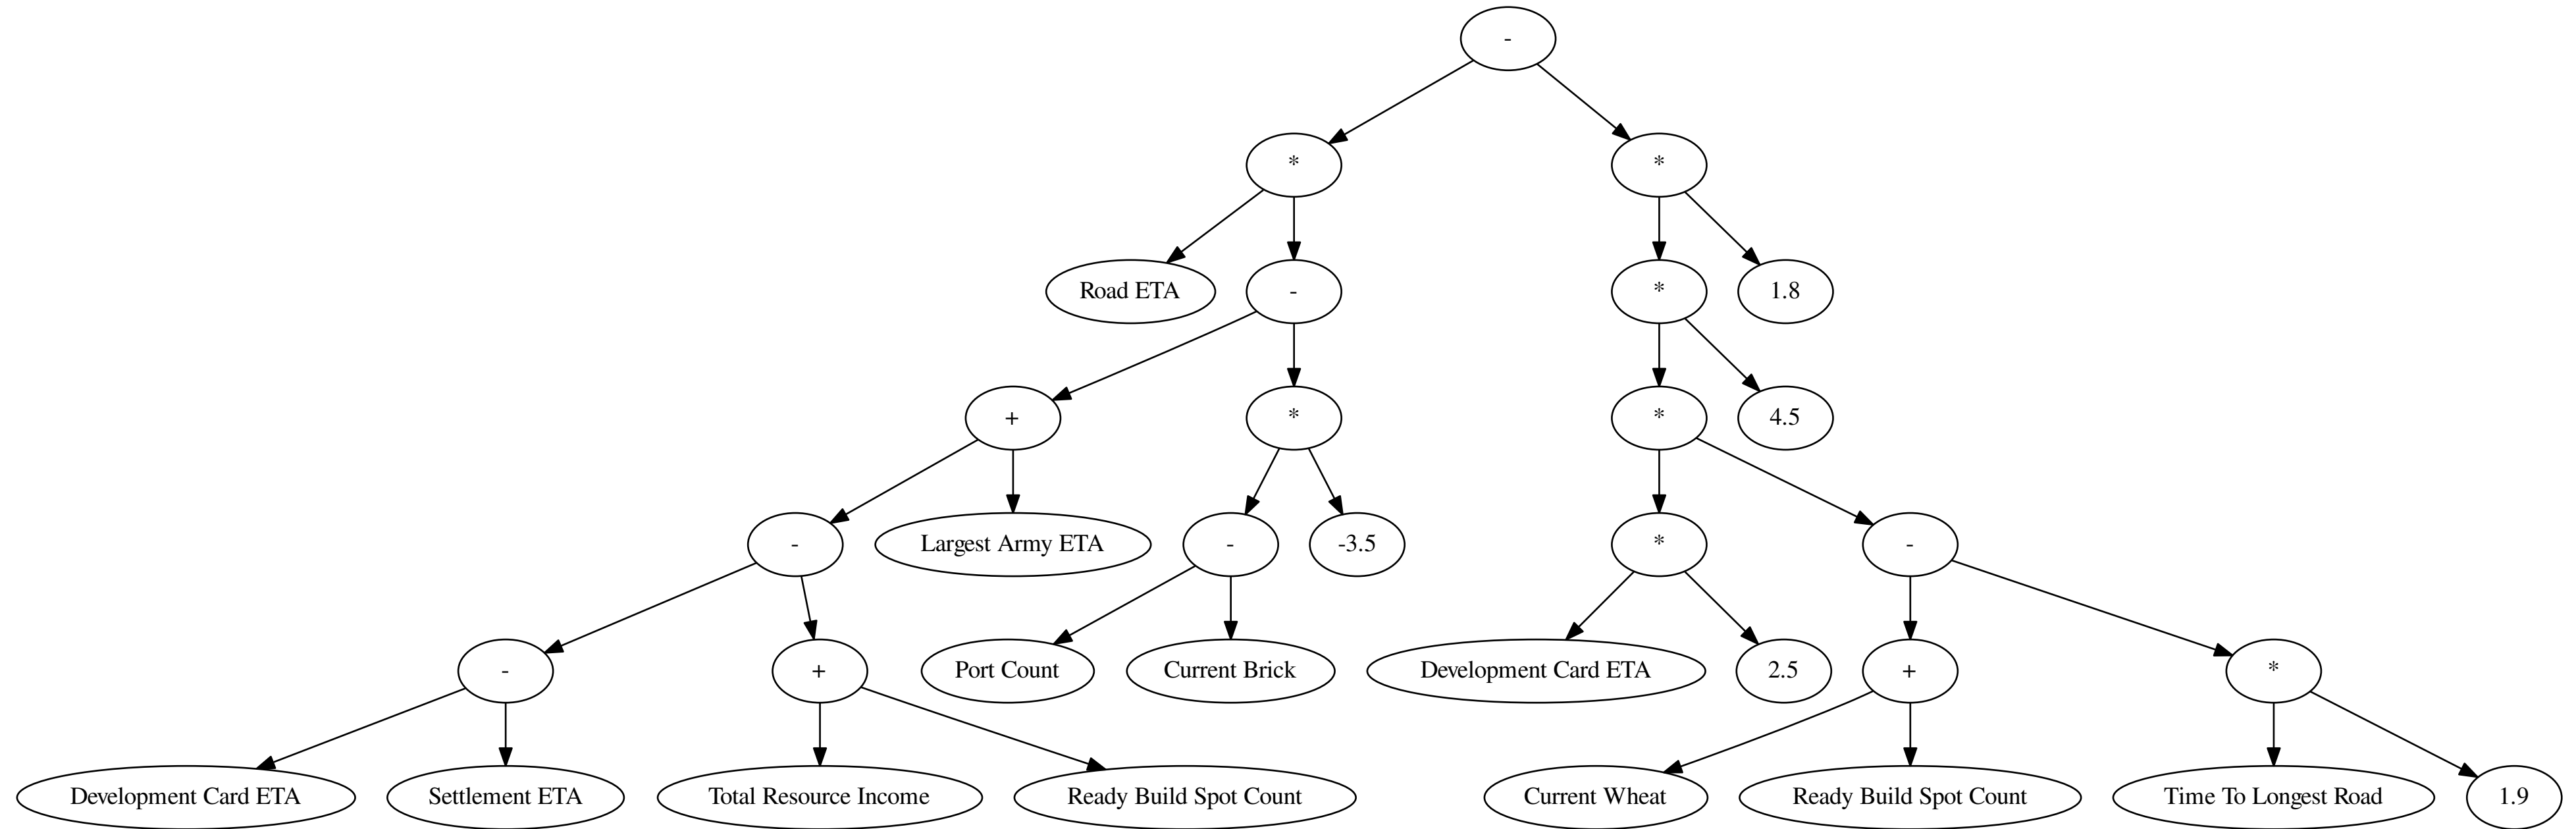 -
*
*
Road ETA
-
*
1.8
+
*
*
4.5
-
Largest Army ETA
-
-3.5
*
-
-
+
Port Count
Current Brick
Development Card ETA
2.5
+
*
Development Card ETA
Settlement ETA
Total Resource Income
Ready Build Spot Count
Current Wheat
Ready Build Spot Count
Time To Longest Road
1.9